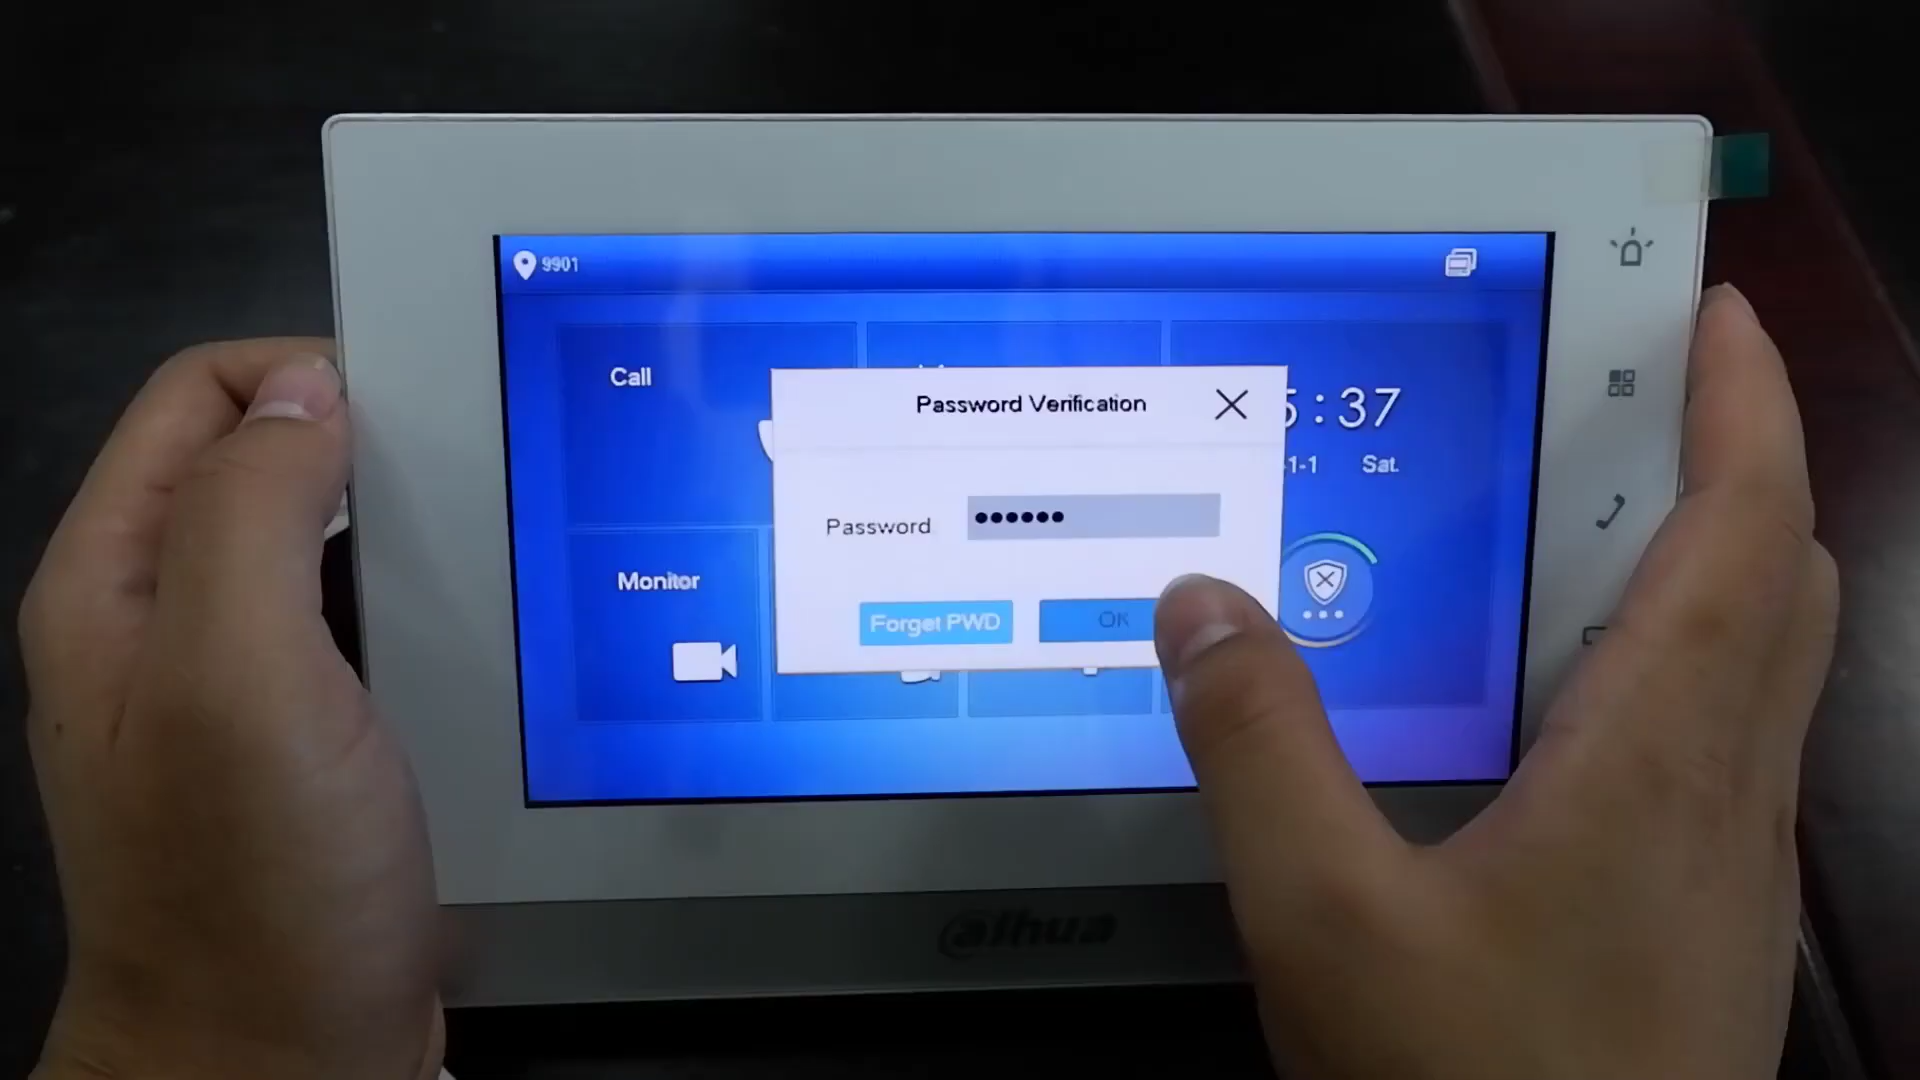 9901
Call
Password Verification
5:37
-1-1 Sat.
Password
Monitor
Forget PWD
OK
alhua